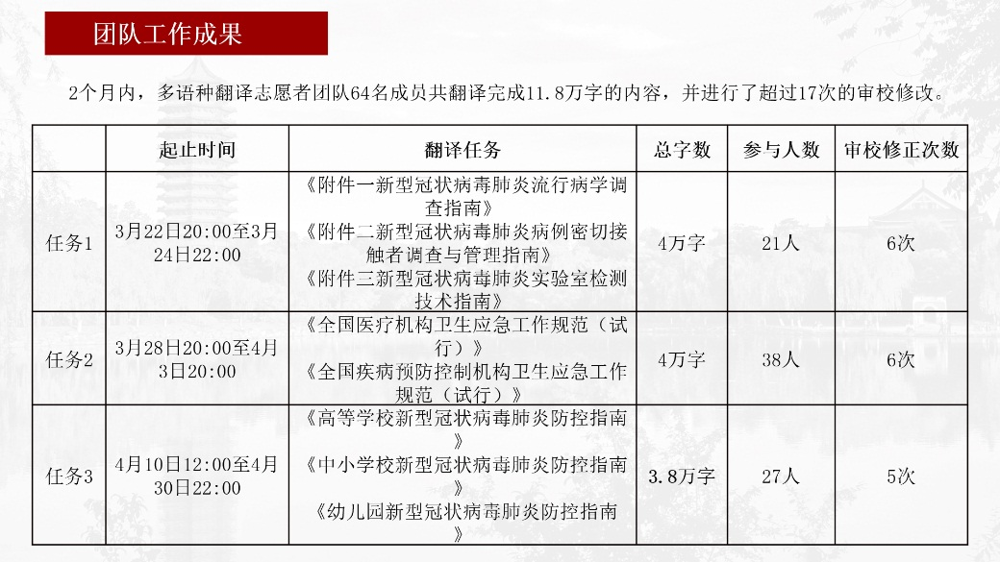 团队工作成果
2个月内，多语种翻译志愿者团队64名成员共翻译完成11.8万字的内容，并进行了超过17次的审校修改。
起止时间 翻译任务 总字数 参与人数 审校修正次数
任务1
3月22日20:00至3月
24日22:00
《附件一新型冠状病毒肺炎流行病学调
查指南》
《附件二新型冠状病毒肺炎病例密切接
触者调查与管理指南》
《附件三新型冠状病毒肺炎实验室检测
技术指南》
4万字
21人
6次
任务2
3月28日20:00至4月
3日20:00
《全国医疗机构卫生应急工作规范（试
行）》
《全国疾病预防控制机构卫生应急工作
规范（试行）》
4万字
38人
6次
任务3
4月10日12:00至4月
30日22:00
《高等学校新型冠状病毒肺炎防控指南
》
《中小学校新型冠状病毒肺炎防控指南
》
《幼儿园新型冠状病毒肺炎防控指南
》
3.8万字
27人
5次